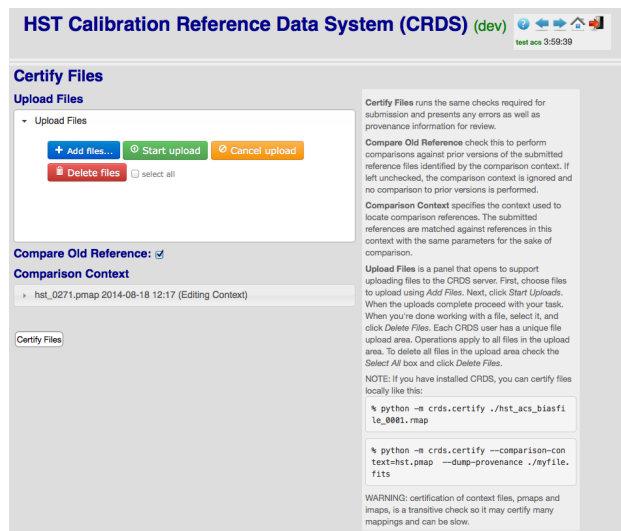 HST Calibration Reference Data System (CRDS) (dev)
test acs 3:59:39
Certify Files
Upload Files
Upload Files
Add files...
Start upload
Cancel upload
Delete files
select all
Compare Old Reference:
Comparison Context
hst_0271.pmap 2014-08-18 12:17 (Editing Context)
Certify Files
Certify Files runs the same checks required for
submission and presents any errors as well as
provenance information for review.
Compare Old Reference check this to perform
comparisons against prior versions of the submitted
reference files identified by the comparison context. If
left unchecked, the comparison context is ignored and
no comparison to prior versions is performed.
Comparison Context specifies the context used to
locate comparison references. The submitted
references are matched against references in this
context with the same parameters for the sake of
comparison.
Upload Files is a panel that opens to support
uploading files to the CRDS server. First, choose files
to upload using Add Files. Next, click Start Uploads.
When the uploads complete proceed with your task.
When you're done working with a file, select it, and
click Delete Files. Each CRDS user has a unique file
upload area. Operations apply to all files in the upload
area. To delete all files in the upload area check the
Select All box and click Delete Files.
NOTE: If you have installed CRDS, you can certify files
locally like this:
% python -m crds.certify ./hst_acs_biasfi
le_0001.rmap
% python -m crds.certify --comparison-con
text=hst.pmap --dump-provenance ./myfile.
fits
WARNING: certification of context files, pmaps and
imaps, is a transitive check so it may certify many
mappings and can be slow.